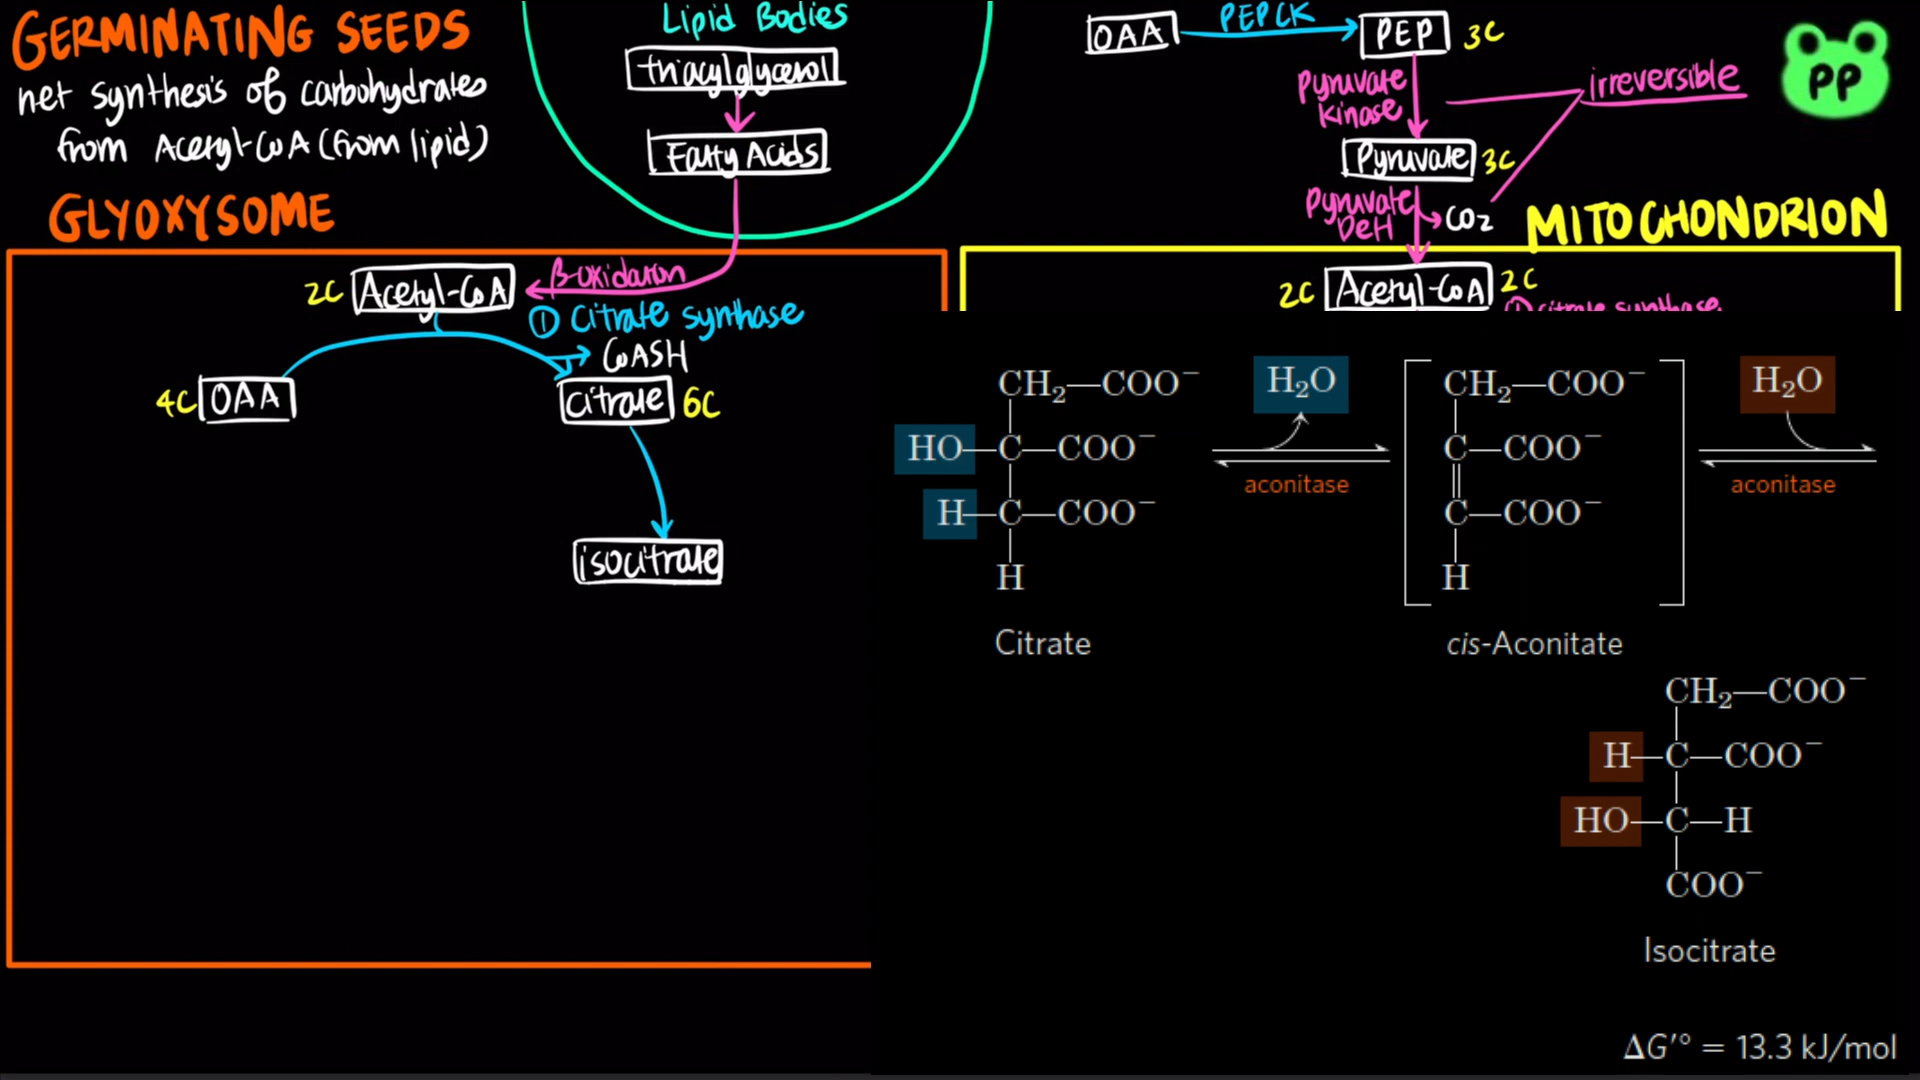 GERMINATING SEEDS
net synthesis of carbohydrates
from Acetyl-CoA (from lipid)
GLYOXYSOME
Lipid Bodies
triacylglycerol
Fatty Acids
β-oxidation
2C Acetyl-CoA
① Citrate synthase
CoASH
4C OAA
citrate 6C
isocitrate
OAA PEPCK PEP 3C
Pyruvate kinase
irreversible
PP
Pyruvate 3C
Pyruvate DeH
CO2
MITOCHONDRION
2C Acetyl-CoA 2C
① citrate synthase
CH₂—COO⁻
HO—C—COO⁻
H—C—COO⁻
H
Citrate
H₂O
aconitase
CH₂—COO⁻
C—COO⁻
C—COO⁻
H
cis-Aconitate
H₂O
aconitase
CH₂—COO⁻
H—C—COO⁻
HO—C—H
COO⁻
Isocitrate
ΔG′° = 13.3 kJ/mol